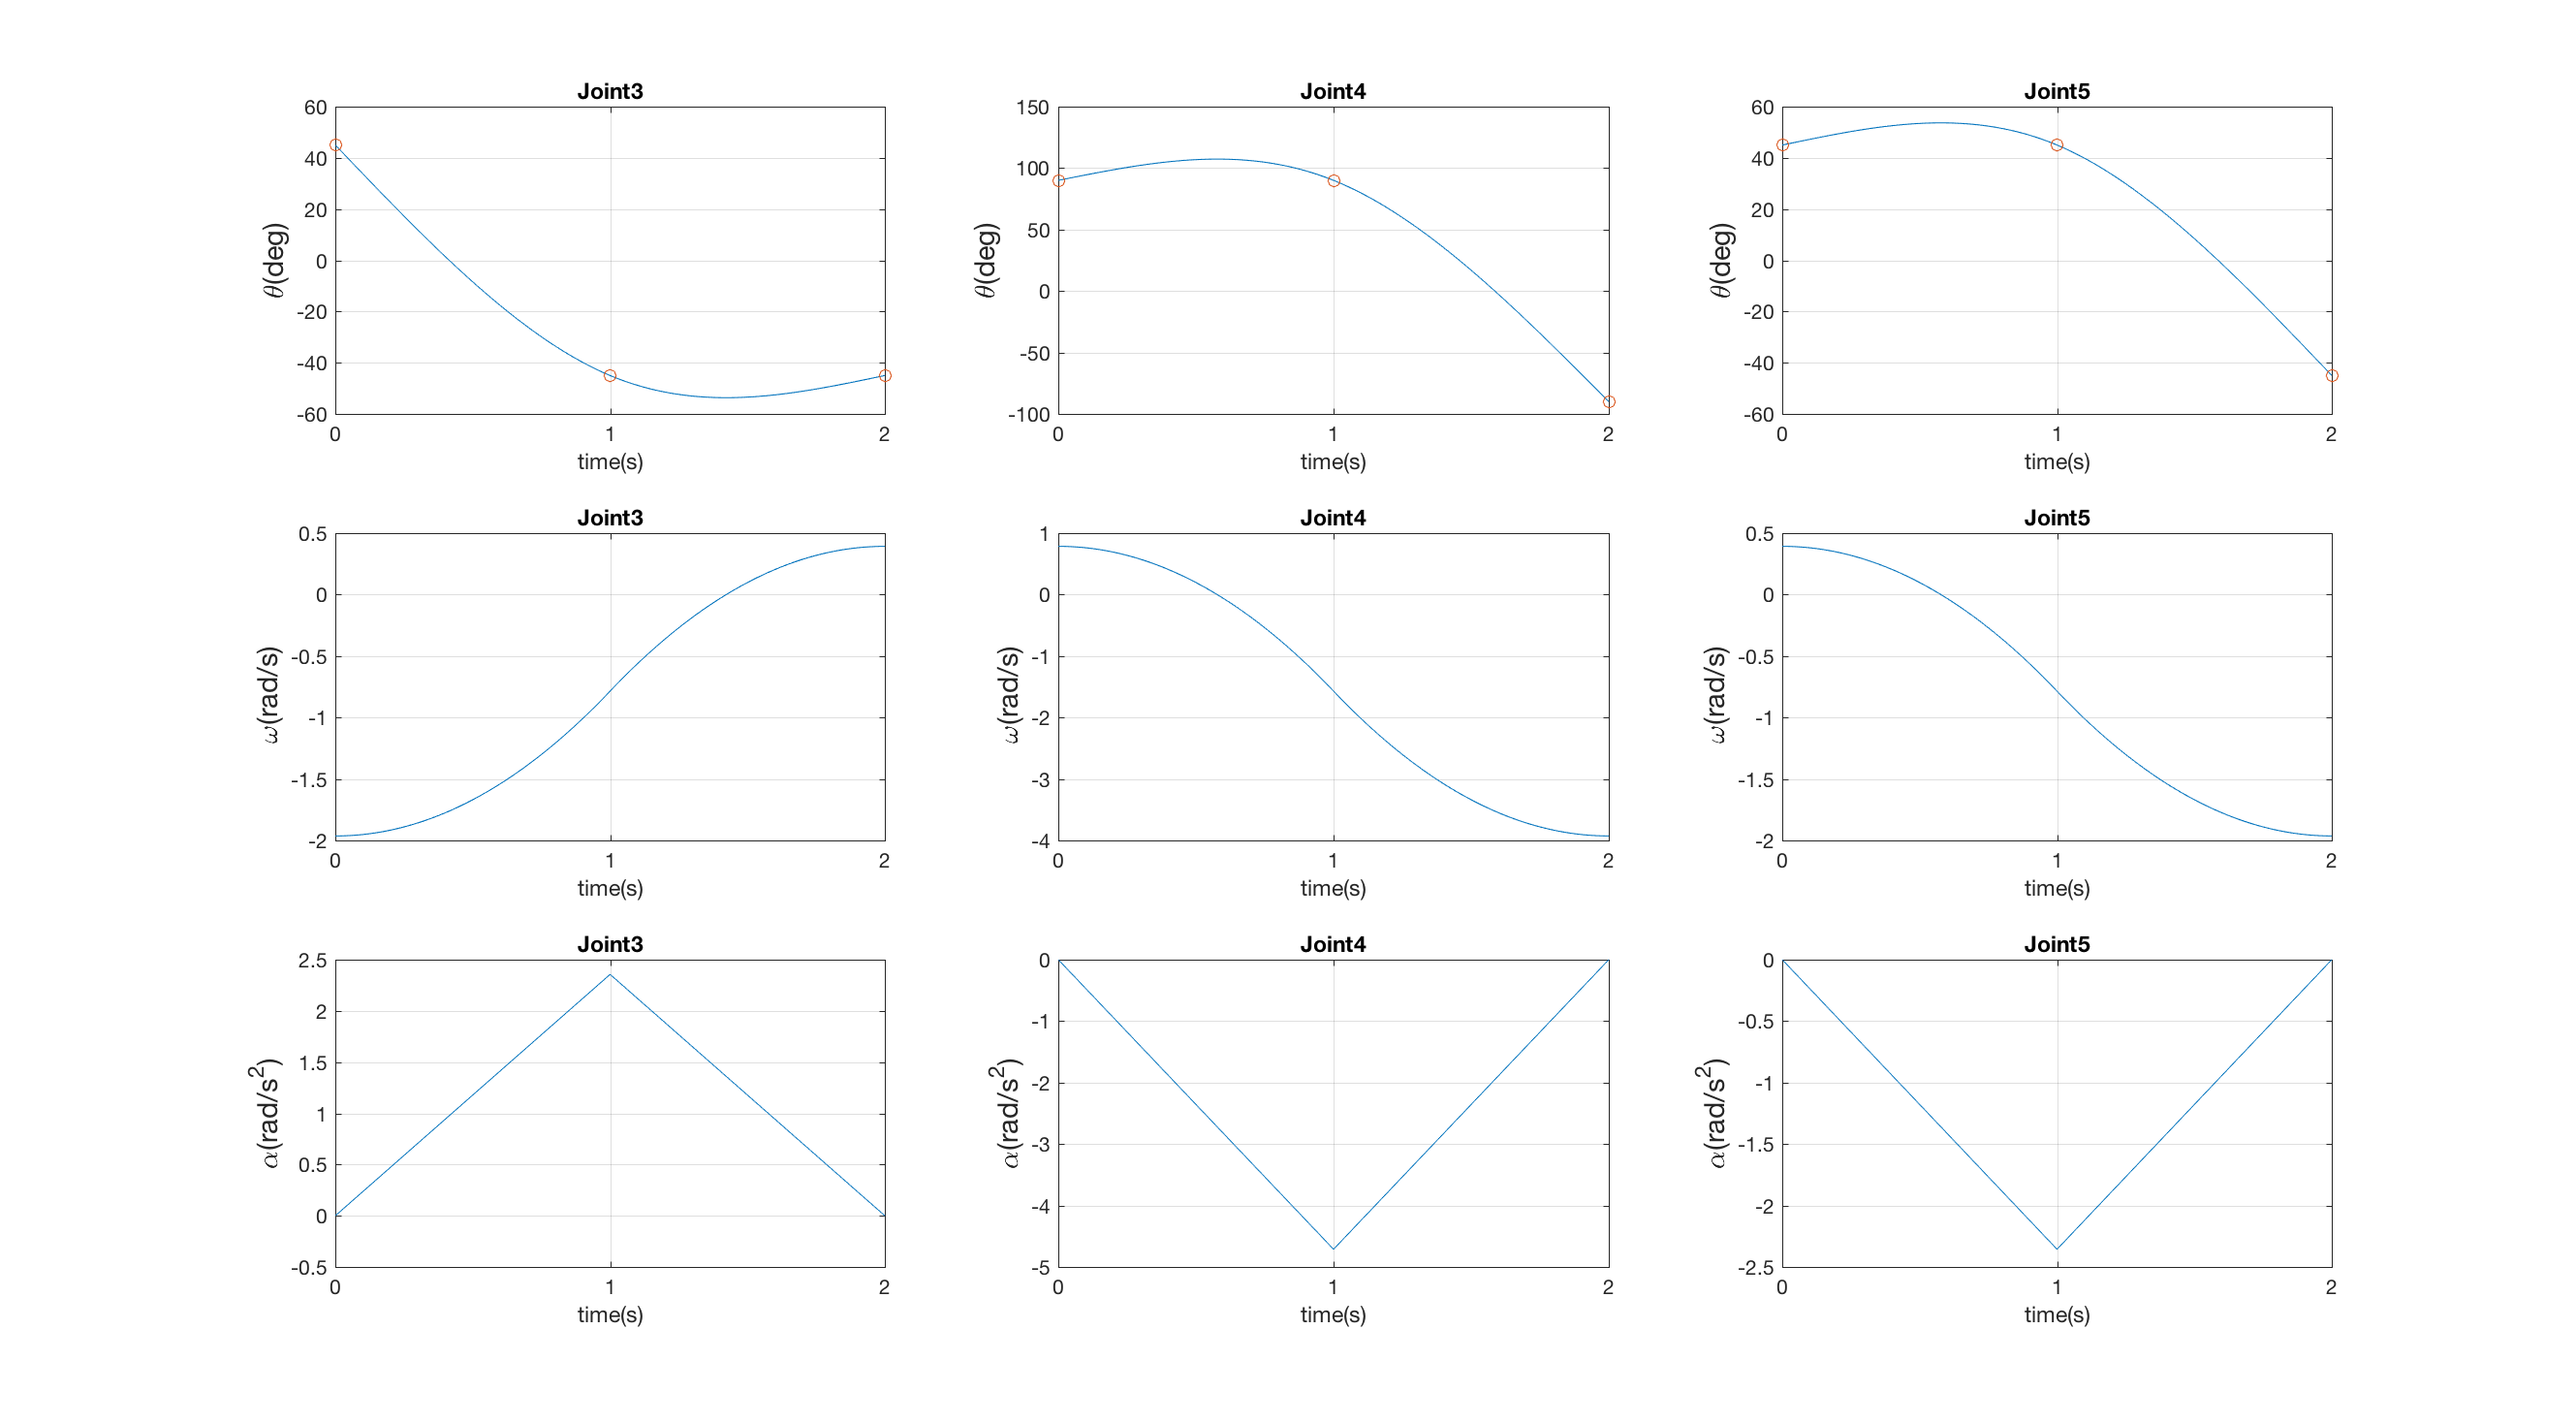 Joint3
60
40
20
0
-20
-40
-60
θ(deg)
0 1 2
time(s)
Joint4
150
100
50
0
-50
-100
θ(deg)
0 1 2
time(s)
Joint5
60
40
20
0
-20
-40
-60
θ(deg)
0 1 2
time(s)
Joint3
0.5
0
-0.5
-1
-1.5
-2
ω(rad/s)
0 1 2
time(s)
Joint4
1
0
-1
-2
-3
-4
ω(rad/s)
0 1 2
time(s)
Joint5
0.5
0
-0.5
-1
-1.5
-2
ω(rad/s)
0 1 2
time(s)
Joint3
2.5
2
1.5
1
0.5
0
-0.5
α(rad/s²)
0 1 2
time(s)
Joint4
0
-1
-2
-3
-4
-5
α(rad/s²)
0 1 2
time(s)
Joint5
0
-0.5
-1
-1.5
-2
-2.5
α(rad/s²)
0 1 2
time(s)